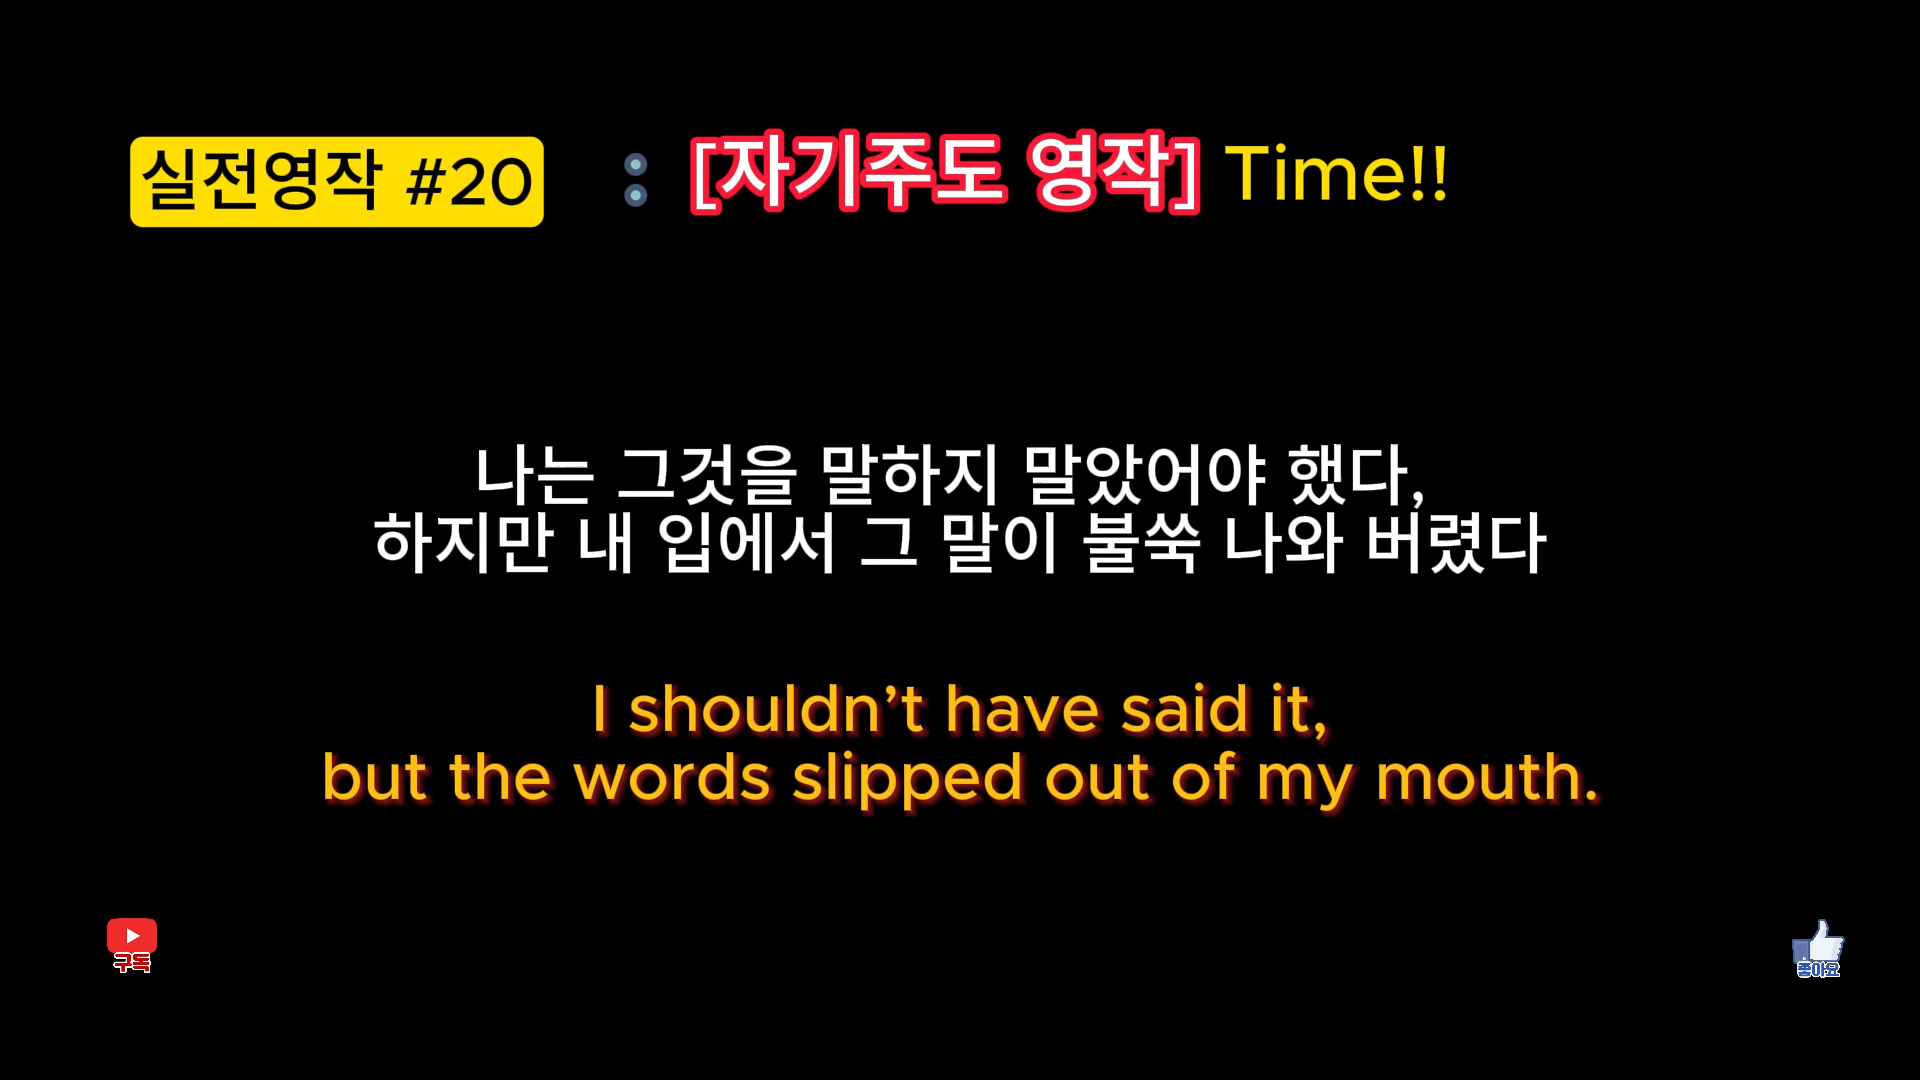 실전영작 #20 : [자기주도 영작] Time!!
나는 그것을 말하지 말았어야 했다,
하지만 내 입에서 그 말이 불쑥 나와 버렸다
I shouldn’t have said it,
but the words slipped out of my mouth.
구독
좋아요